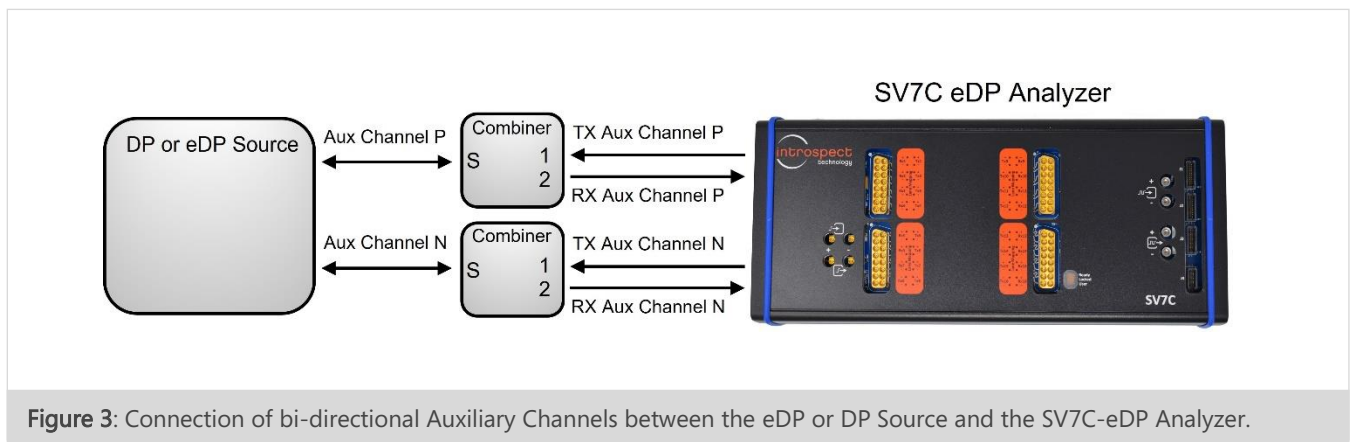 SV7C eDP Analyzer
DP or eDP Source
Aux Channel P
Combiner
S
1
2
TX Aux Channel P
RX Aux Channel P
Aux Channel N
Combiner
S
1
2
TX Aux Channel N
RX Aux Channel N
introspect
technology
SV7C
Figure 3: Connection of bi-directional Auxiliary Channels between the eDP or DP Source and the SV7C-eDP Analyzer.